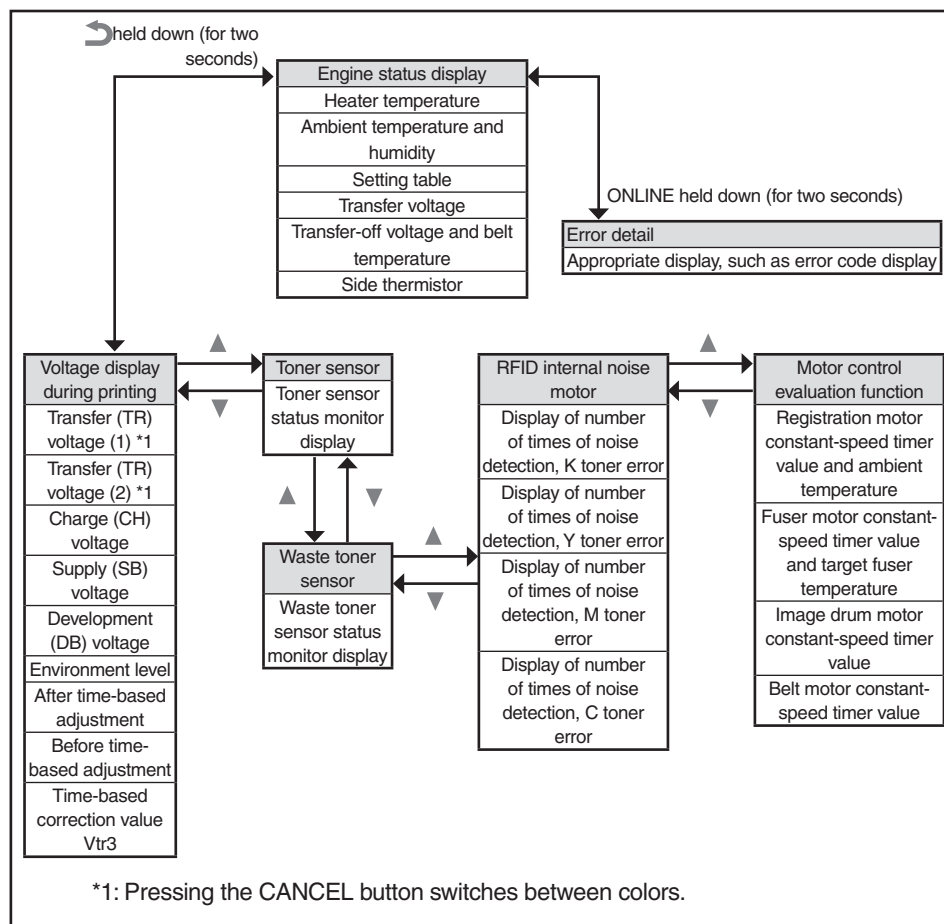 held down (for two
seconds)
Engine status display
Heater temperature
Ambient temperature and
humidity
Setting table
Transfer voltage
Transfer-off voltage and belt
temperature
Side thermistor
ONLINE held down (for two seconds)
Error detail
Appropriate display, such as error code display
Voltage display
during printing
Transfer (TR)
voltage (1) *1
Transfer (TR)
voltage (2) *1
Charge (CH)
voltage
Supply (SB)
voltage
Development
(DB) voltage
Environment level
After time-based
adjustment
Before time-
based adjustment
Time-based
correction value
Vtr3
Toner sensor
Toner sensor
status monitor
display
Waste toner
sensor
Waste toner
sensor status
monitor display
RFID internal noise
motor
Display of number
of times of noise
detection, K toner error
Display of number
of times of noise
detection, Y toner error
Display of number
of times of noise
detection, M toner
error
Display of number
of times of noise
detection, C toner
error
Motor control
evaluation function
Registration motor
constant-speed timer
value and ambient
temperature
Fuser motor constant-
speed timer value
and target fuser
temperature
Image drum motor
constant-speed timer
value
Belt motor constant-
speed timer value
*1: Pressing the CANCEL button switches between colors.